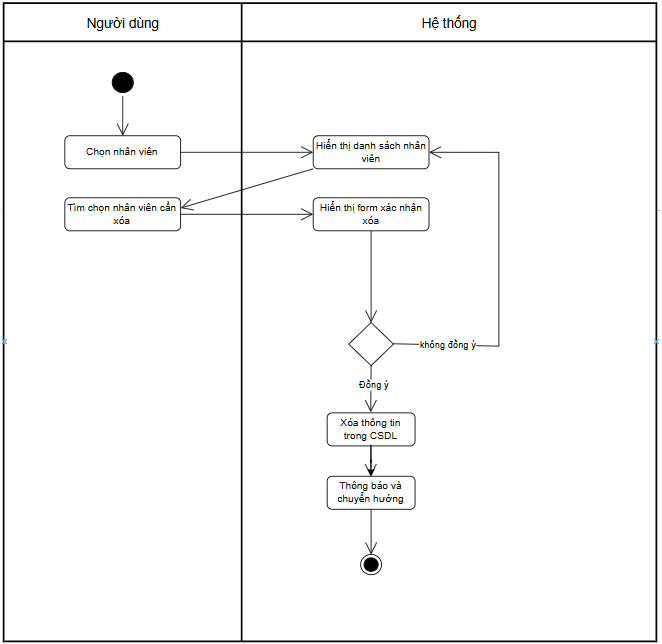 Người dùng
Hệ thống
Chọn nhân viên
Hiển thị danh sách nhân
viên
Tìm chọn nhân viên cần
xóa
Hiển thị form xác nhận
xóa
không đồng ý
Đồng ý
Xóa thông tin
trong CSDL
Thông báo và
chuyển hướng